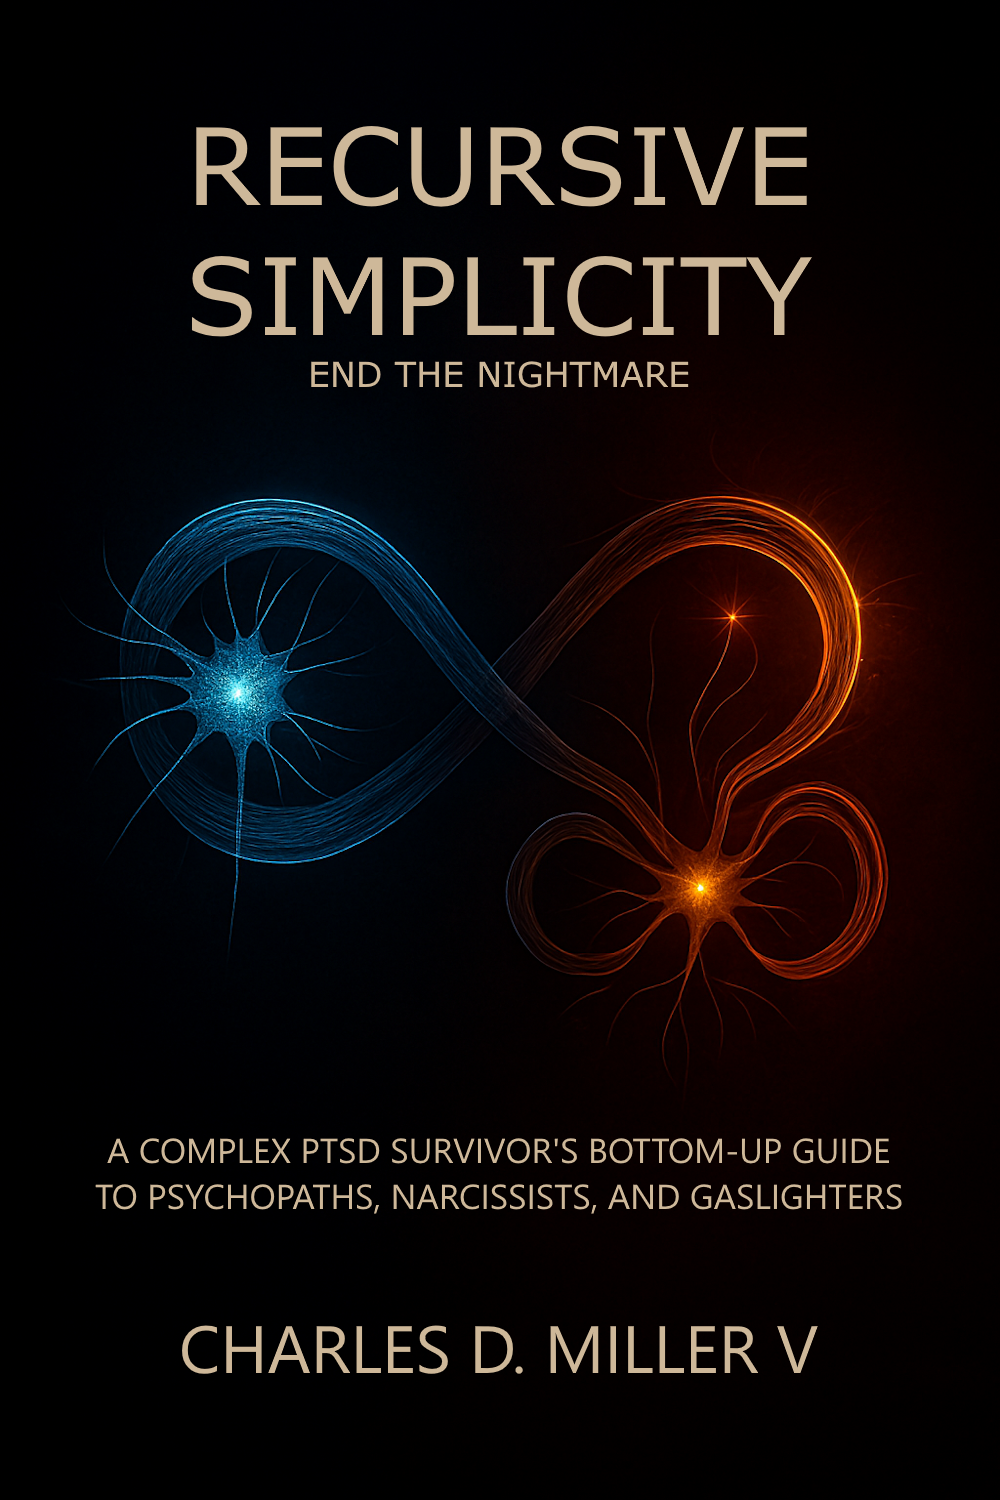 RECURSIVE
SIMPLICITY
END THE NIGHTMARE
A COMPLEX PTSD SURVIVOR'S BOTTOM-UP GUIDE
TO PSYCHOPATHS, NARCISSISTS, AND GASLIGHTERS
CHARLES D. MILLER V